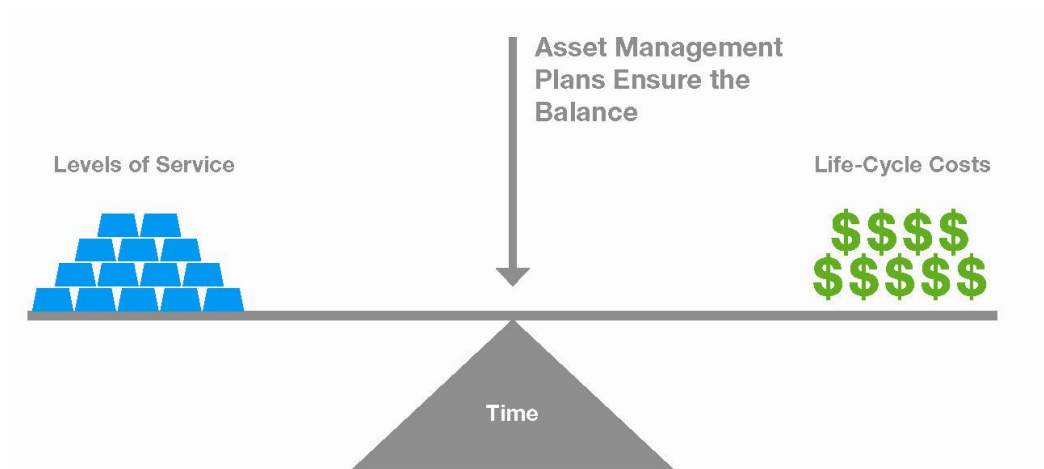 Asset Management
Plans Ensure the
Balance
Levels of Service
Life-Cycle Costs
$$$$
$$$$$
Time